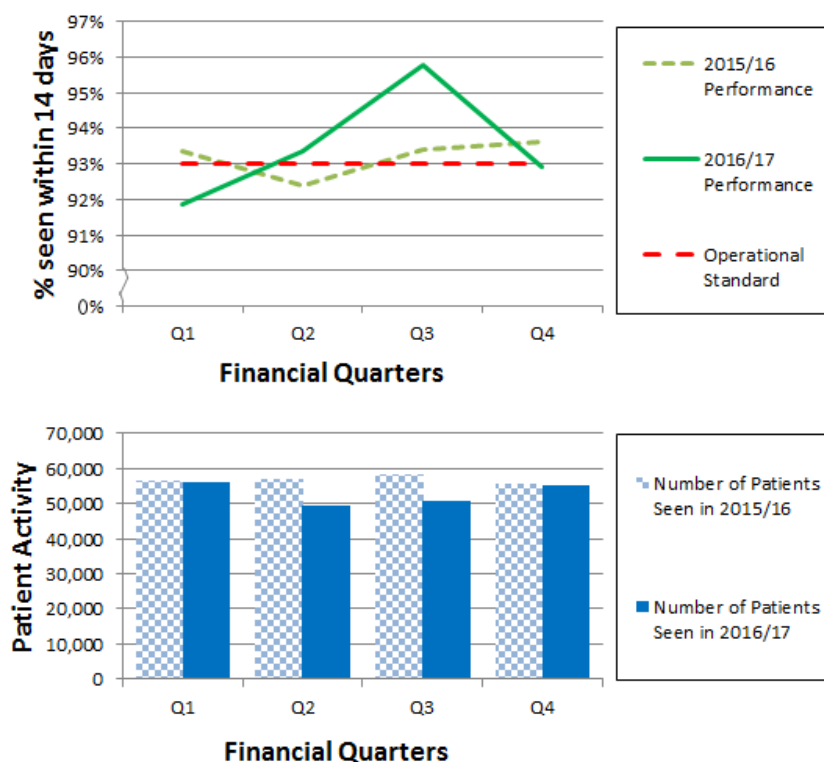 97%
96%
95%
94%
93%
92%
91%
90%
0%
% seen within 14 days
Q1 Q2 Q3 Q4
Financial Quarters
2015/16
Performance
2016/17
Performance
Operational
Standard
70,000
60,000
50,000
40,000
30,000
20,000
10,000
0
Patient Activity
Q1 Q2 Q3 Q4
Financial Quarters
Number of Patients
Seen in 2015/16
Number of Patients
Seen in 2016/17